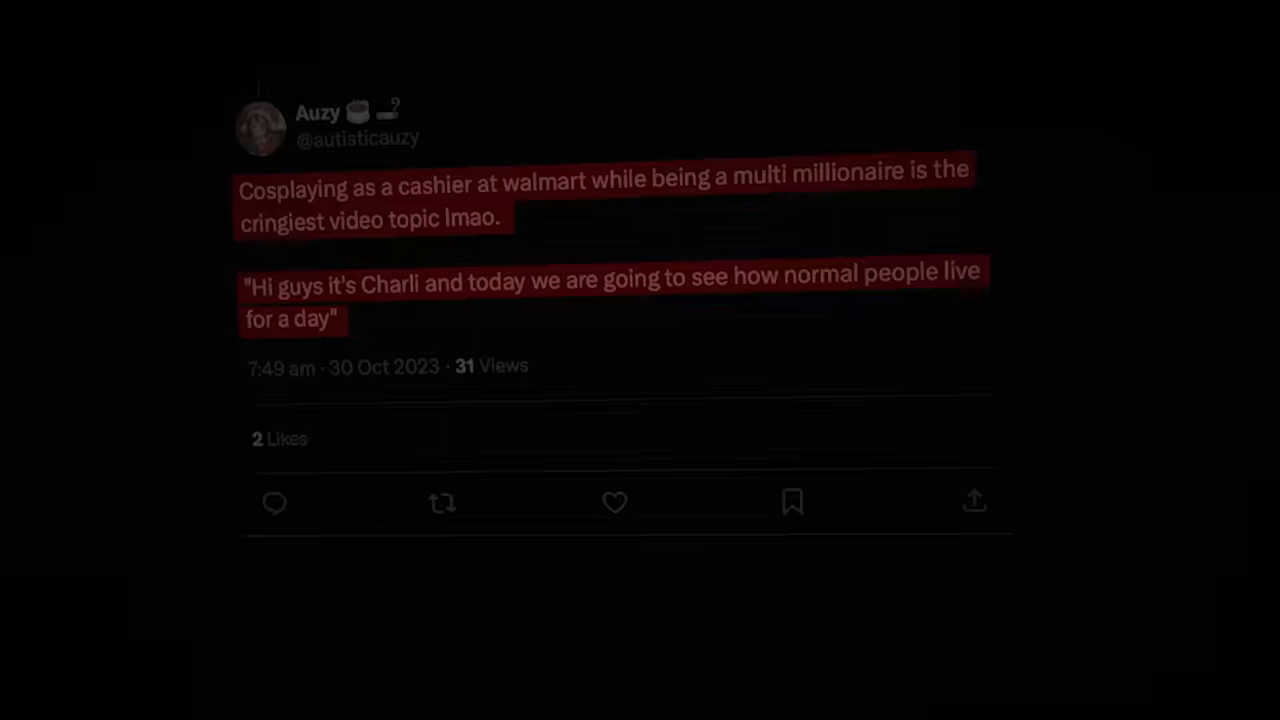 Auzy
@autisticauzy
Cosplaying as a cashier at walmart while being a multi millionaire is the
cringiest video topic lmao.
"Hi guys it's Charli and today we are going to see how normal people live
for a day"
7:49 am · 30 Oct 2023 · 31 Views
2 Likes